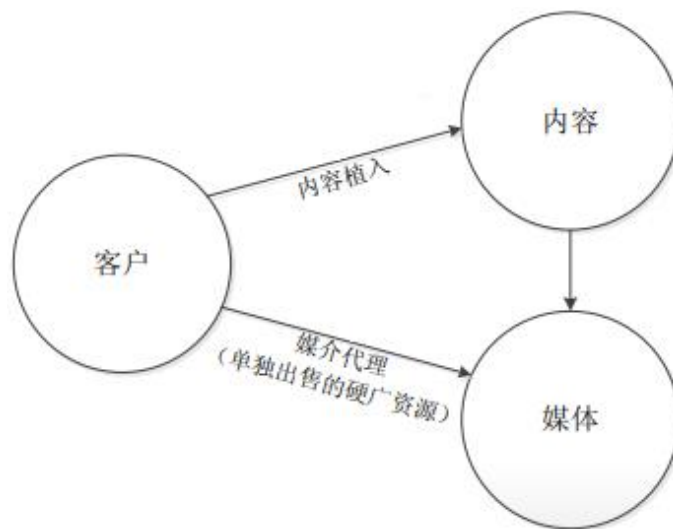 内容
内容植入
客户
媒介代理
（单独出售的硬广资源）
媒体